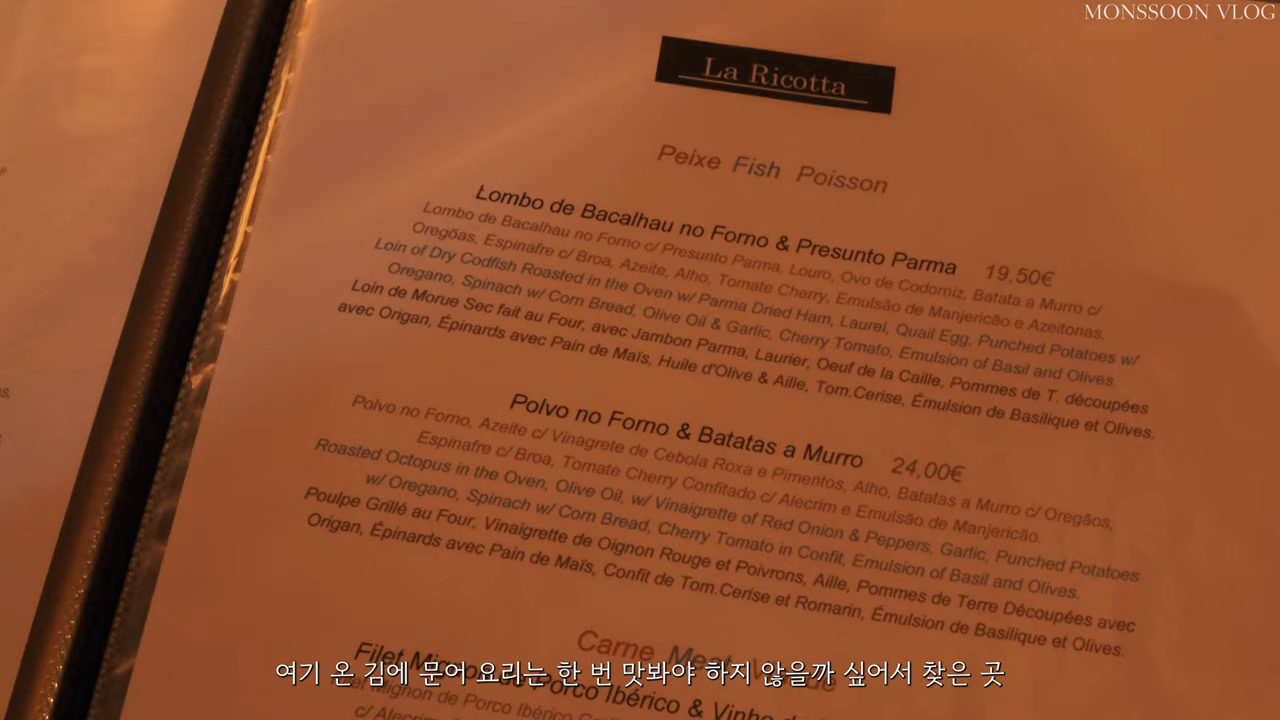 MONSSOON VLOG
La Ricotta
Peixe Fish Poisson
Lombo de Bacalhau no Forno & Presunto Parma 19,50€
Lombo de Bacalhau no Forno c/ Presunto Parma, Louro, Ovo de Codorniz, Batata a Murro c/
Oregãos, Espinafre c/ Broa, Azeite, Alho, Tomate Cherry, Emulsão de Manjericão e Azeitonas.
Loin of Dry Codfish Roasted in the Oven w/ Parma Dried Ham, Laurel, Quail Egg, Punched Potatoes w/
Oregano, Spinach w/ Corn Bread, Olive Oil & Garlic, Cherry Tomato, Emulsion of Basil and Olives.
Loin de Morue Sec fait au Four, avec Jambon Parma, Laurier, Oeuf de la Caille, Pommes de T. découpées
avec Origan, Épinards avec Pain de Maïs, Huile d'Olive & Aille, Tom.Cerise, Émulsion de Basilique et Olives.
Polvo no Forno & Batatas a Murro 24,00€
Polvo no Forno, Azeite c/ Vinagrete de Cebola Roxa e Pimentos, Alho, Batatas a Murro c/ Oregãos,
Espinafre c/ Broa, Tomate Cherry Confitado c/ Alecrim e Emulsão de Manjericão.
Roasted Octopus in the Oven, Olive Oil, w/ Vinaigrette of Red Onion & Peppers, Garlic, Punched Potatoes
w/ Oregano, Spinach w/ Corn Bread, Cherry Tomato in Confit, Emulsion of Basil and Olives.
Poulpe Grillé au Four, Vinaigrette de Oignon Rouge et Poivrons, Aille, Pommes de Terre Découpées avec
Origan, Épinards avec Pain de Maïs, Confit de Tom.Cerise et Romarin, Émulsion de Basilique et Olives.
Carne Meat
Filet Mignon Porco Ibérico & Vinho
Mignon de Porco Ibérico
c/ Alecrim
여기 온 김에 문어 요리는 한 번 맛봐야 하지 않을까 싶어서 찾은 곳